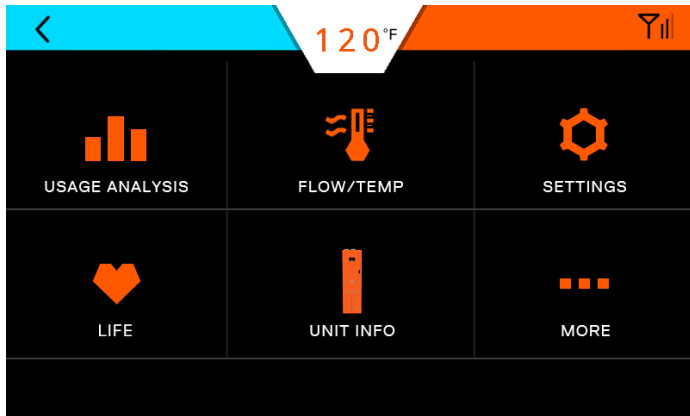 120°F
USAGE ANALYSIS
FLOW/TEMP
SETTINGS
LIFE
UNIT INFO
MORE